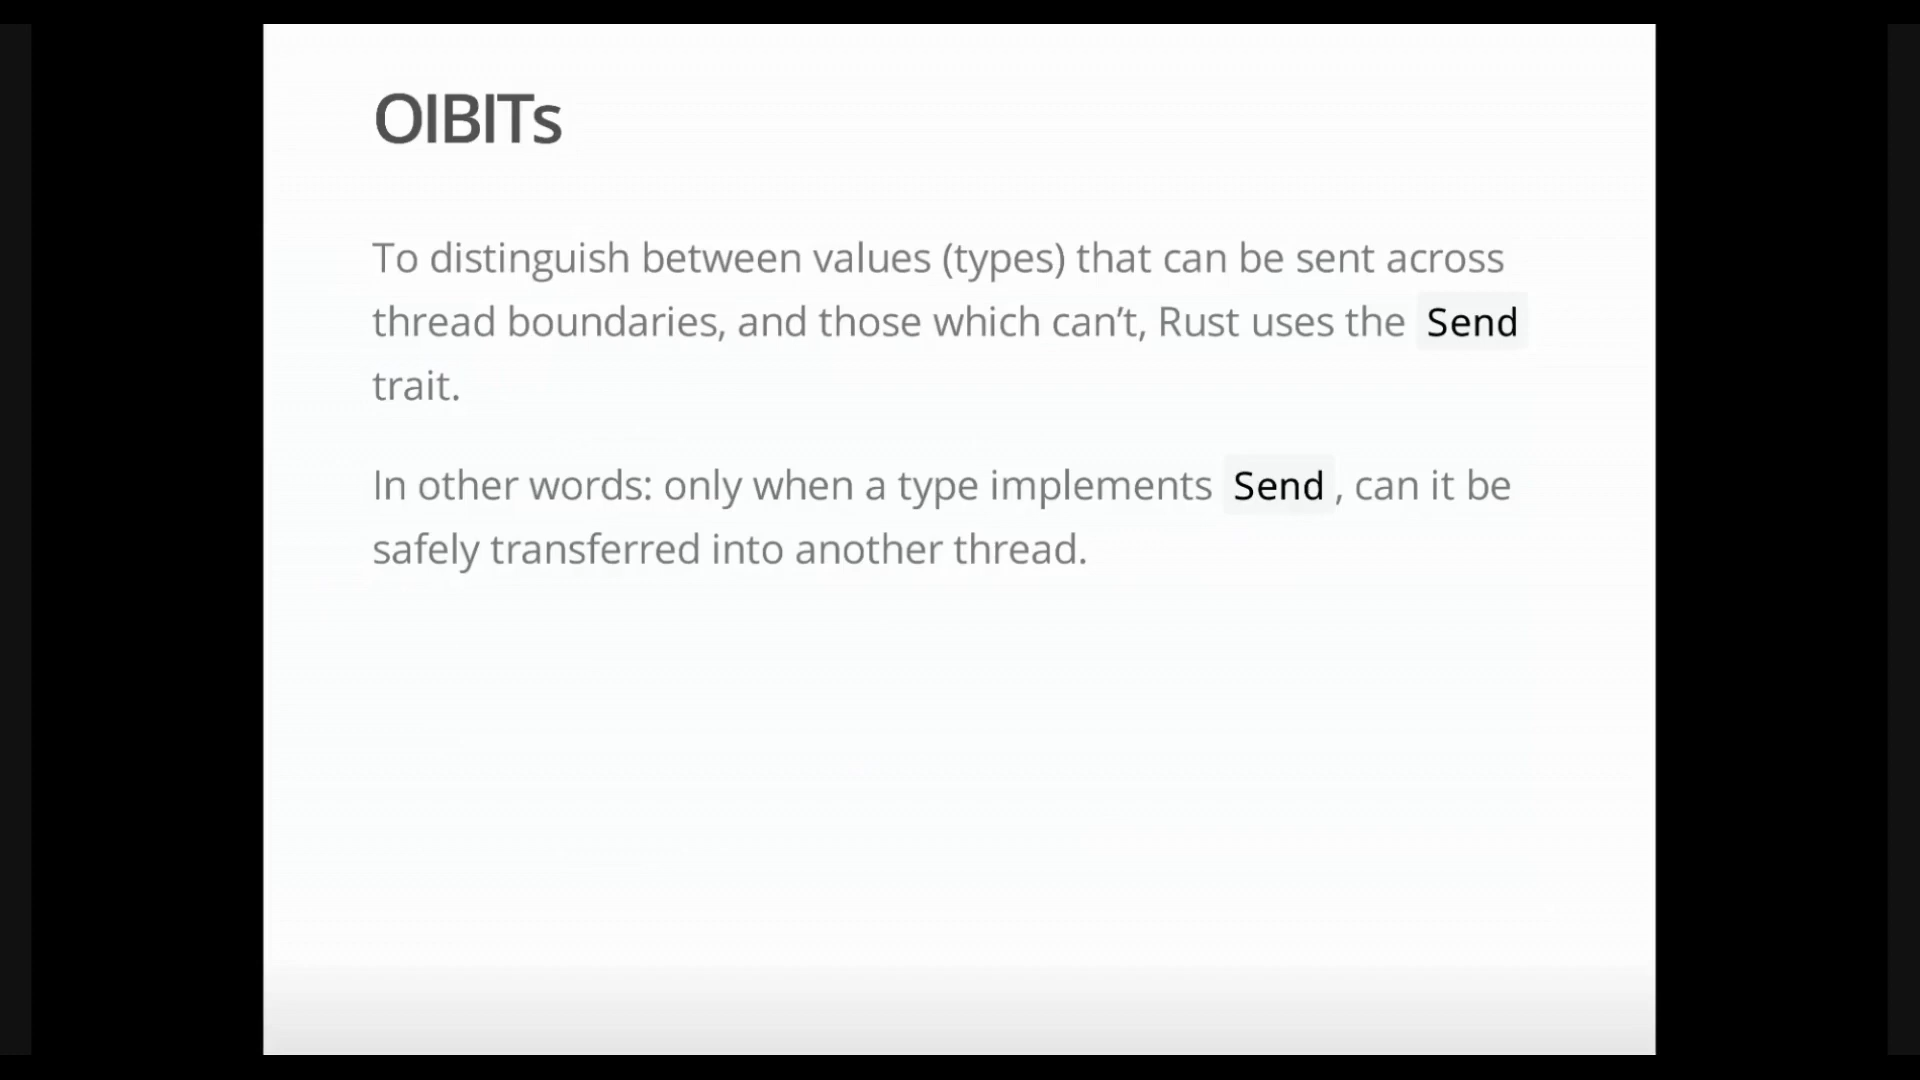 OIBITs
To distinguish between values (types) that can be sent across
thread boundaries, and those which can’t, Rust uses the Send
trait.
In other words: only when a type implements Send, can it be
safely transferred into another thread.